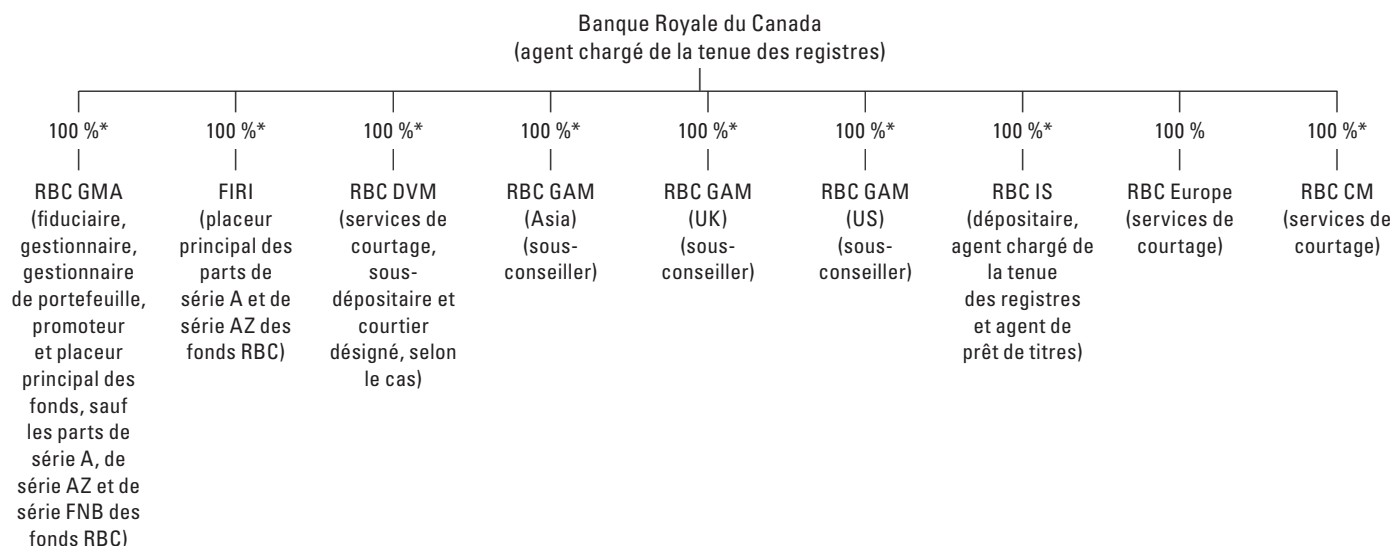 Banque Royale du Canada
(agent chargé de la tenue des registres)
100 %*
100 %*
100 %*
100 %*
100 %*
100 %*
100 %*
100 %
100 %*
RBC GMA
(fiduciaire,
gestionnaire,
gestionnaire
de portefeuille,
promoteur
et placeur
principal des
fonds, sauf
les parts de
série A, de
série AZ et de
série FNB des
fonds RBC)
FIRI
(placeur
principal des
parts de
série A et de
série AZ des
fonds RBC)
RBC DVM
(services de
courtage,
sous-
dépositaire et
courtier
désigné, selon
le cas)
RBC GAM
(Asia)
(sous-
conseiller)
RBC GAM
(UK)
(sous-
conseiller)
RBC GAM
(US)
(sous-
conseiller)
RBC IS
(dépositaire,
agent chargé de
la tenue
des registres
et agent de
prêt de titres)
RBC Europe
(services de
courtage)
RBC CM
(services de
courtage)